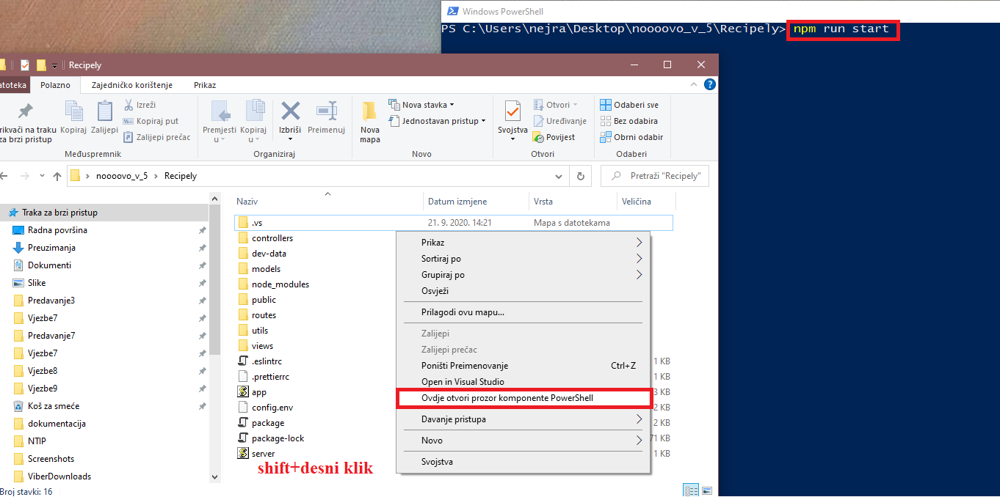 Windows PowerShell
PS C:\Users\nejra\Desktop\noooovo_v_5\Recipely> npm run start
Recipely
atoteka Polazno Zajedničko korištenje Prikaz
rikvači na traku
za brzi pristup
Kopiraj
Zalijepi
Izreži
Kopiraj put
Zalijepi prečac
Međuspremnik
Premjesti
u
Kopiraj
u
Izbriši
Preimenuj
Organiziraj
Nova
mapa
Nova stavka
Jednostavan pristup
Novo
Svojstva
Otvori
Uređivanje
Povijest
Otvori
Odaberi sve
Bez odabira
Obrni odabir
Odaberi
noooovo_v_5 > Recipely
Pretraži "Recipely"
Traka za brzi pristup
Radna površina
Preuzimanja
Dokumenti
Slike
Predavanje3
Vjezbe7
Predavanje7
Vjezbe7
Vjezbe8
Vjezbe9
Koš za smeće
dokumentacija
NTIP
Screenshots
ViberDownloads
Naziv Datum izmjene Vrsta Veličina
.vs 21. 9. 2020. 14:21 Mapa s datotekama
controllers
dev-data
models
node_modules
public
routes
utils
views
.eslintrc 1 KB
.prettierrc 1 KB
app 3 KB
config.env 2 KB
package 2 KB
package-lock 71 KB
server 1 KB
Prikaz
Sortiraj po
Grupiraj po
Osvježi
Prilagodi ovu mapu...
Zalijepi
Zalijepi prečac
Poništi Preimenovanje Ctrl+Z
Open in Visual Studio
Ovdje otvori prozor komponente PowerShell
Davanje pristupa
Novo
Svojstva
shift+desni klik
Broj stavki: 16